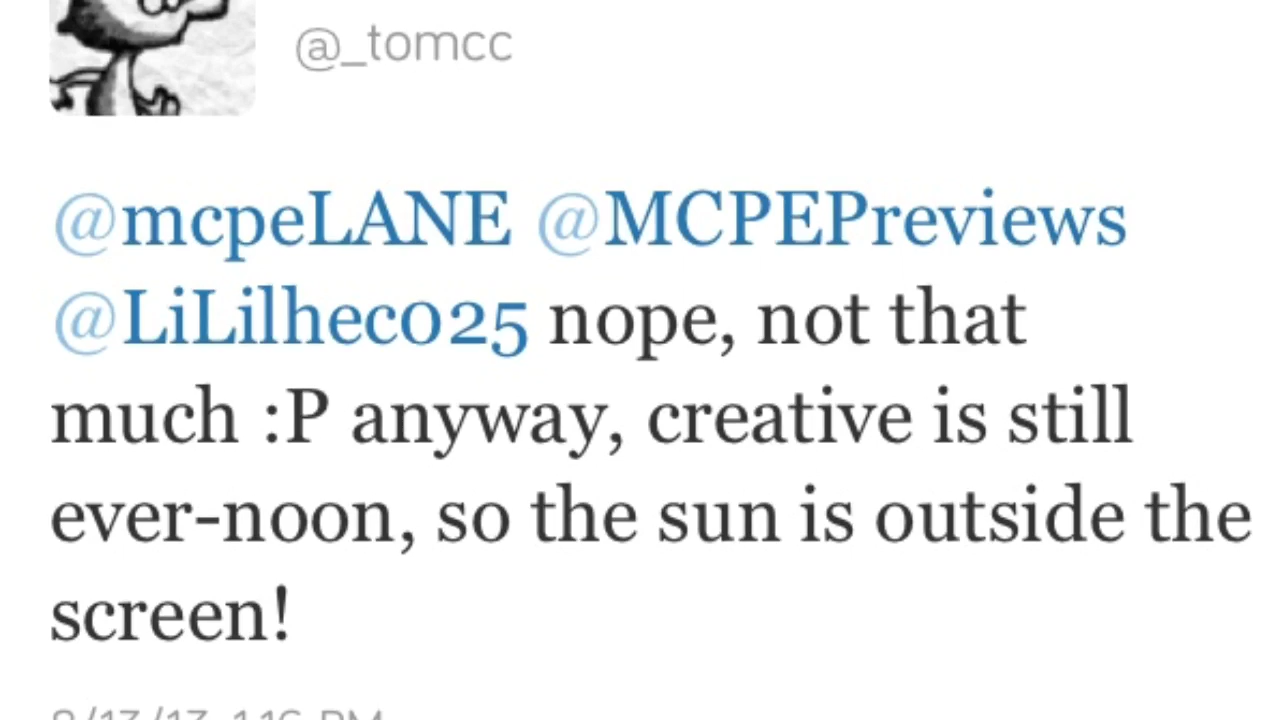 @_tomcc
@mcpeLANE @MCPEPreviews
@LiLilhec025 nope, not that
much :P anyway, creative is still
ever-noon, so the sun is outside the
screen!